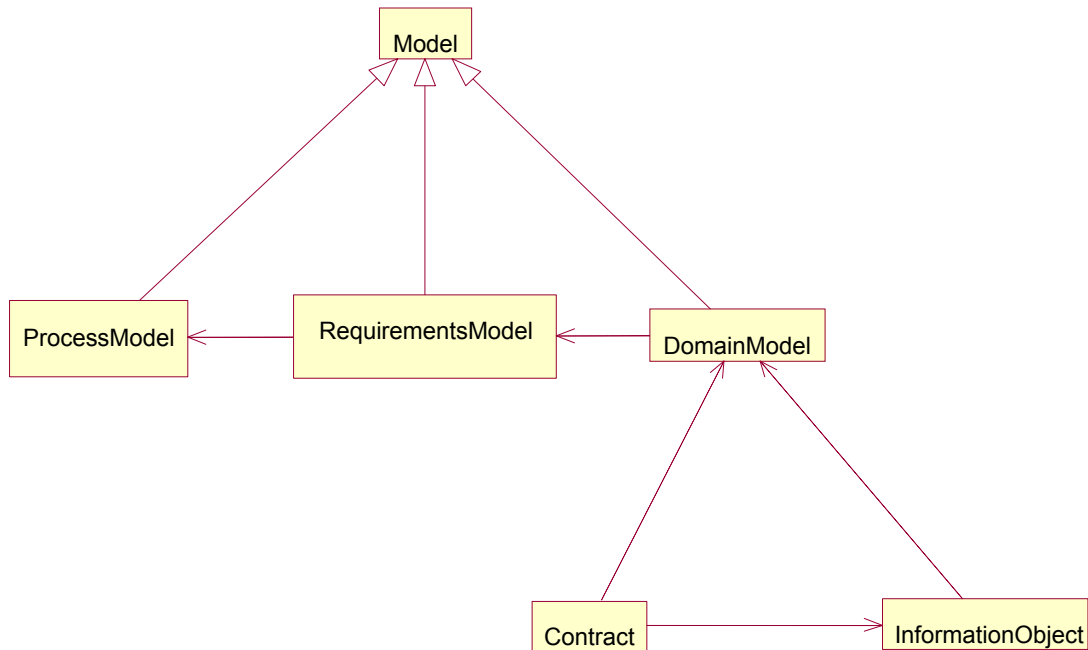 Model
ProcessModel
RequirementsModel
DomainModel
Contract
InformationObject